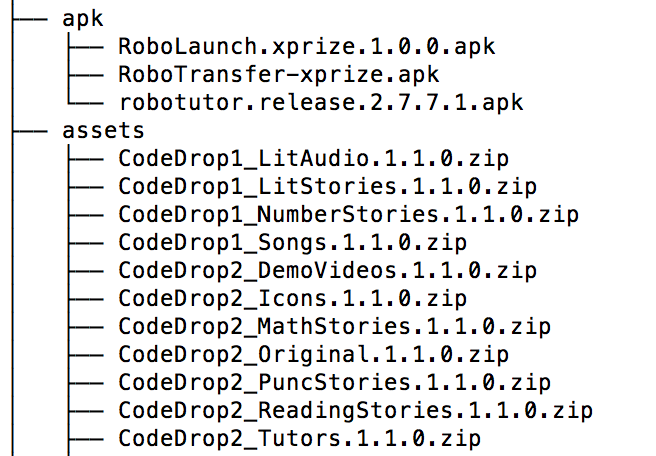 apk
RoboLaunch.xprize.1.0.0.apk
RoboTransfer-xprize.apk
robotutor.release.2.7.7.1.apk
assets
CodeDrop1_LitAudio.1.1.0.zip
CodeDrop1_LitStories.1.1.0.zip
CodeDrop1_NumberStories.1.1.0.zip
CodeDrop1_Songs.1.1.0.zip
CodeDrop2_DemoVideos.1.1.0.zip
CodeDrop2_Icons.1.1.0.zip
CodeDrop2_MathStories.1.1.0.zip
CodeDrop2_Original.1.1.0.zip
CodeDrop2_PuncStories.1.1.0.zip
CodeDrop2_ReadingStories.1.1.0.zip
CodeDrop2_Tutors.1.1.0.zip